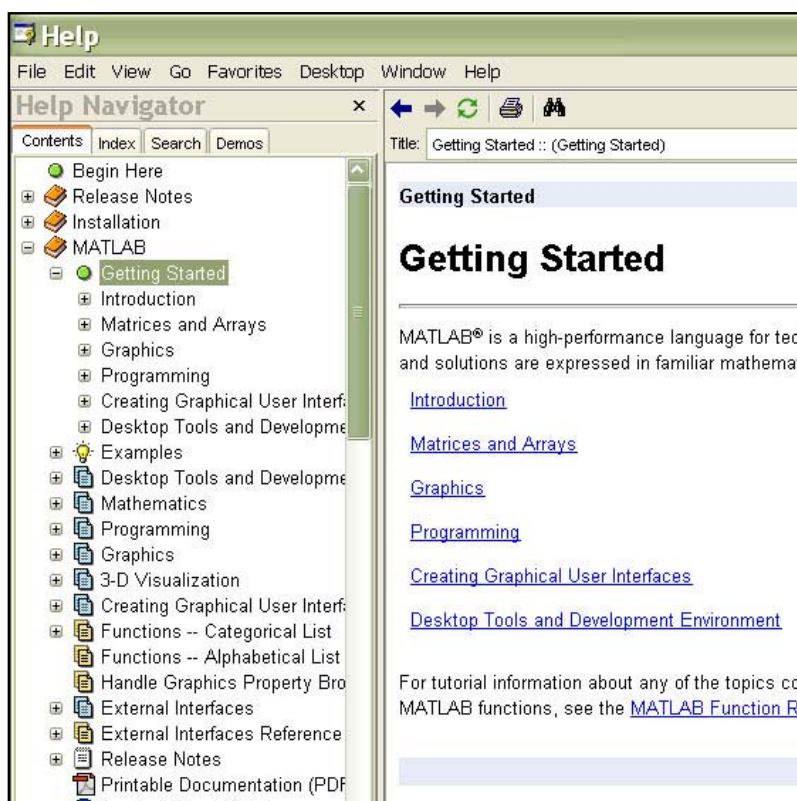 Help
File Edit View Go Favorites Desktop Window Help
Help Navigator
Contents Index Search Demos
Begin Here
Release Notes
Installation
MATLAB
Getting Started
Introduction
Matrices and Arrays
Graphics
Programming
Creating Graphical User Interf
Desktop Tools and Developme
Examples
Desktop Tools and Developme
Mathematics
Programming
Graphics
3-D Visualization
Creating Graphical User Interf
Functions -- Categorical List
Functions -- Alphabetical List
Handle Graphics Property Bro
External Interfaces
External Interfaces Reference
Release Notes
Printable Documentation (PDF
Title: Getting Started :: (Getting Started)
Getting Started
Getting Started
MATLAB® is a high-performance language for tec
and solutions are expressed in familiar mathema
Introduction
Matrices and Arrays
Graphics
Programming
Creating Graphical User Interfaces
Desktop Tools and Development Environment
For tutorial information about any of the topics co
MATLAB functions, see the MATLAB Function R